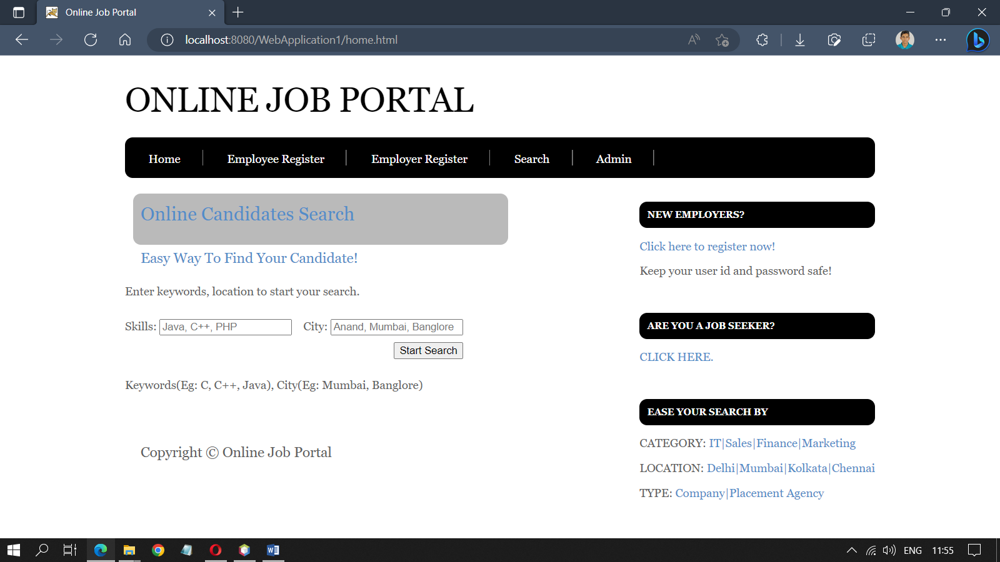 Online Job Portal
localhost:8080/WebApplication1/home.html
ONLINE JOB PORTAL
Home
Employee Register
Employer Register
Search
Admin
Online Candidates Search
Easy Way To Find Your Candidate!
Enter keywords, location to start your search.
Skills: Java, C++, PHP City: Anand, Mumbai, Banglore
Start Search
Keywords(Eg: C, C++, Java), City(Eg: Mumbai, Banglore)
Copyright © Online Job Portal
NEW EMPLOYERS?
Click here to register now!
Keep your user id and password safe!
ARE YOU A JOB SEEKER?
CLICK HERE.
EASE YOUR SEARCH BY
CATEGORY: IT|Sales|Finance|Marketing
LOCATION: Delhi|Mumbai|Kolkata|Chennai
TYPE: Company|Placement Agency
ENG 11:55